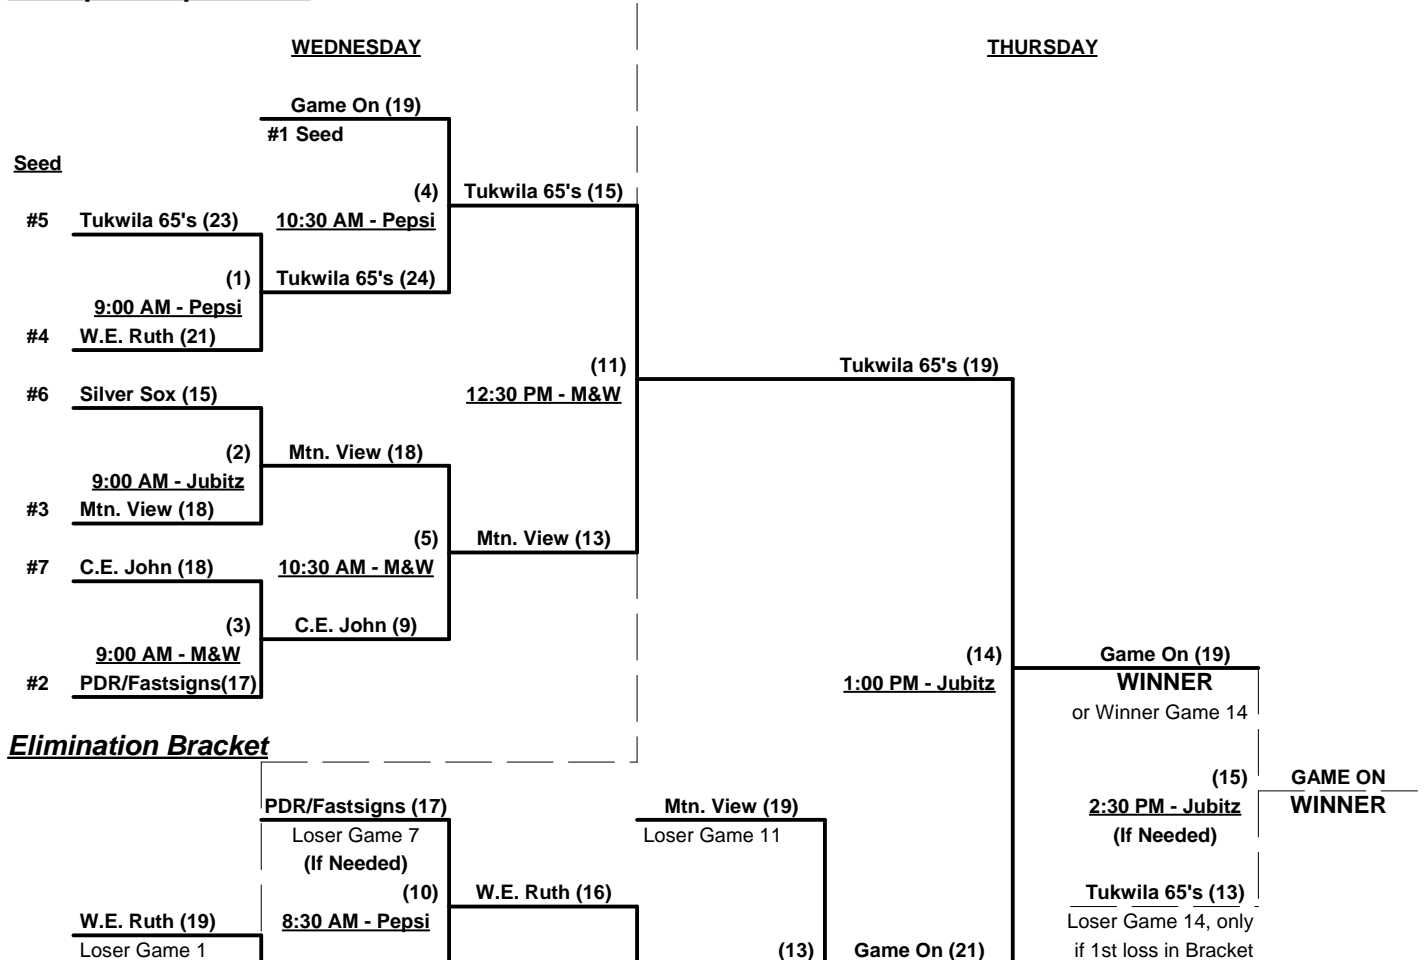 WEDNESDAY
THURSDAY
Game On (19)
#1 Seed
Seed
(4)
Tukwila 65's (15)
#5
Tukwila 65's (23)
10:30 AM - Pepsi
(1)
Tukwila 65's (24)
9:00 AM - Pepsi
#4
W.E. Ruth (21)
(11)
Tukwila 65's (19)
#6
Silver Sox (15)
12:30 PM - M&W
(2)
Mtn. View (18)
9:00 AM - Jubitz
#3
Mtn. View (18)
(5)
Mtn. View (13)
#7
C.E. John (18)
10:30 AM - M&W
(3)
C.E. John (9)
9:00 AM - M&W
(14)
Game On (19)
#2
PDR/Fastsigns(17)
1:00 PM - Jubitz
WINNER
or Winner Game 14
Elimination Bracket
(15)
GAME ON
PDR/Fastsigns (17)
Mtn. View (19)
2:30 PM - Jubitz
WINNER
Loser Game 7
Loser Game 11
(If Needed)
(If Needed)
(10)
W.E. Ruth (16)
Tukwila 65's (13)
W.E. Ruth (19)
8:30 AM - Pepsi
Loser Game 14, only
Loser Game 1
(13)
Game On (21)
if 1st loss in Bracket